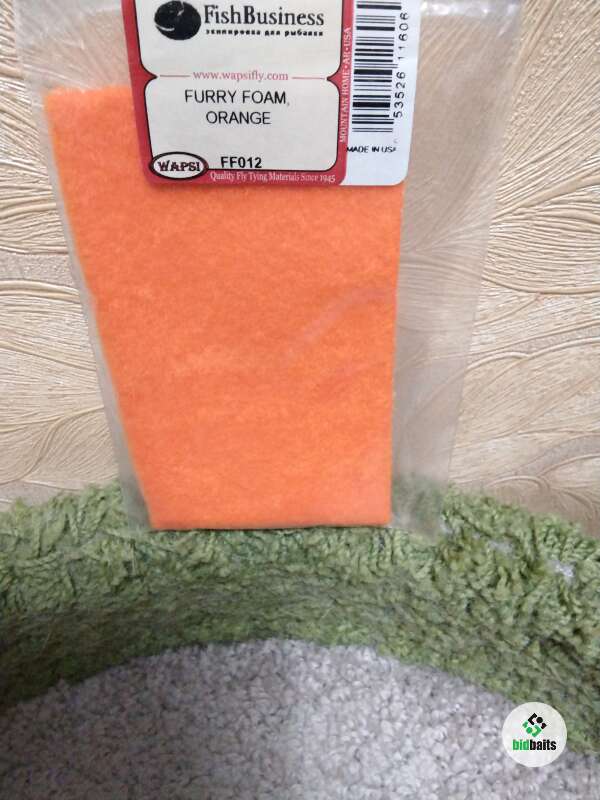 FishBusiness
экипировка для рыбалки
www.wapsifly.com
FURRY FOAM,
ORANGE
WAPSI
FF012
Quality Fly Tying Materials Since 1945
MOUNTAIN HOME • AR • USA
53526 11606
MADE IN USA
bidbaits